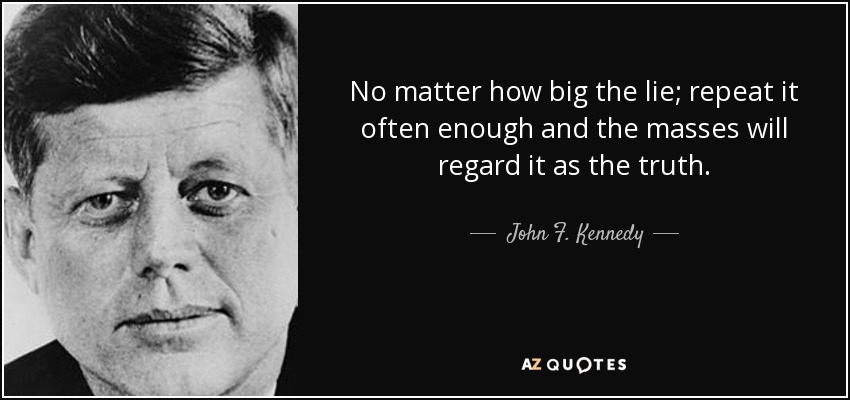 No matter how big the lie; repeat it
often enough and the masses will
regard it as the truth.
John F. Kennedy
AZ QUOTES